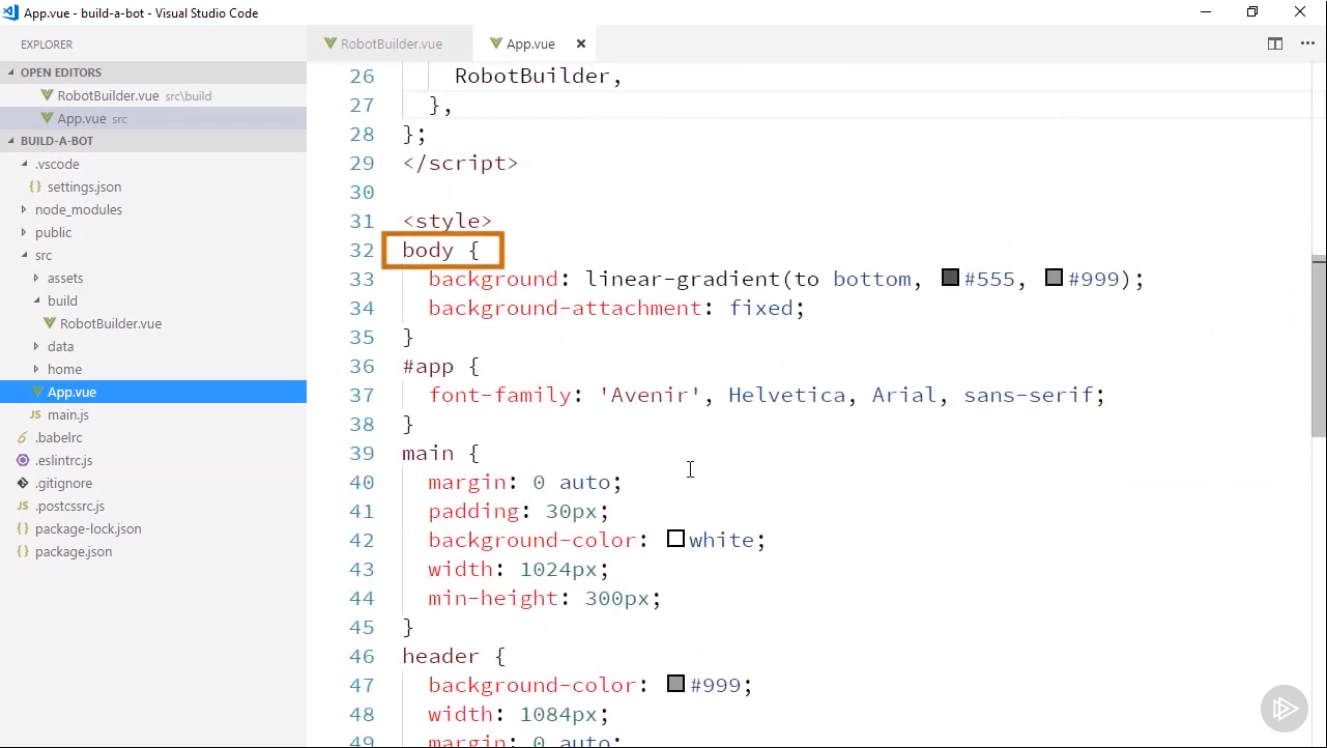 App.vue - build-a-bot - Visual Studio Code
EXPLORER
OPEN EDITORS
RobotBuilder.vue src\build
App.vue src
BUILD-A-BOT
.vscode
{} settings.json
node_modules
public
src
assets
build
RobotBuilder.vue
data
home
App.vue
JS main.js
.babelrc
.eslintrc.js
.gitignore
JS .postcssrc.js
{} package-lock.json
{} package.json
RobotBuilder.vue
App.vue
26 RobotBuilder,
27 },
28 };
29 </script>
30
31 <style>
32 body {
33 background: linear-gradient(to bottom, #555, #999);
34 background-attachment: fixed;
35 }
36 #app {
37 font-family: 'Avenir', Helvetica, Arial, sans-serif;
38 }
39 main {
40 margin: 0 auto;
41 padding: 30px;
42 background-color: white;
43 width: 1024px;
44 min-height: 300px;
45 }
46 header {
47 background-color: #999;
48 width: 1084px;
49 margin: 0 auto;